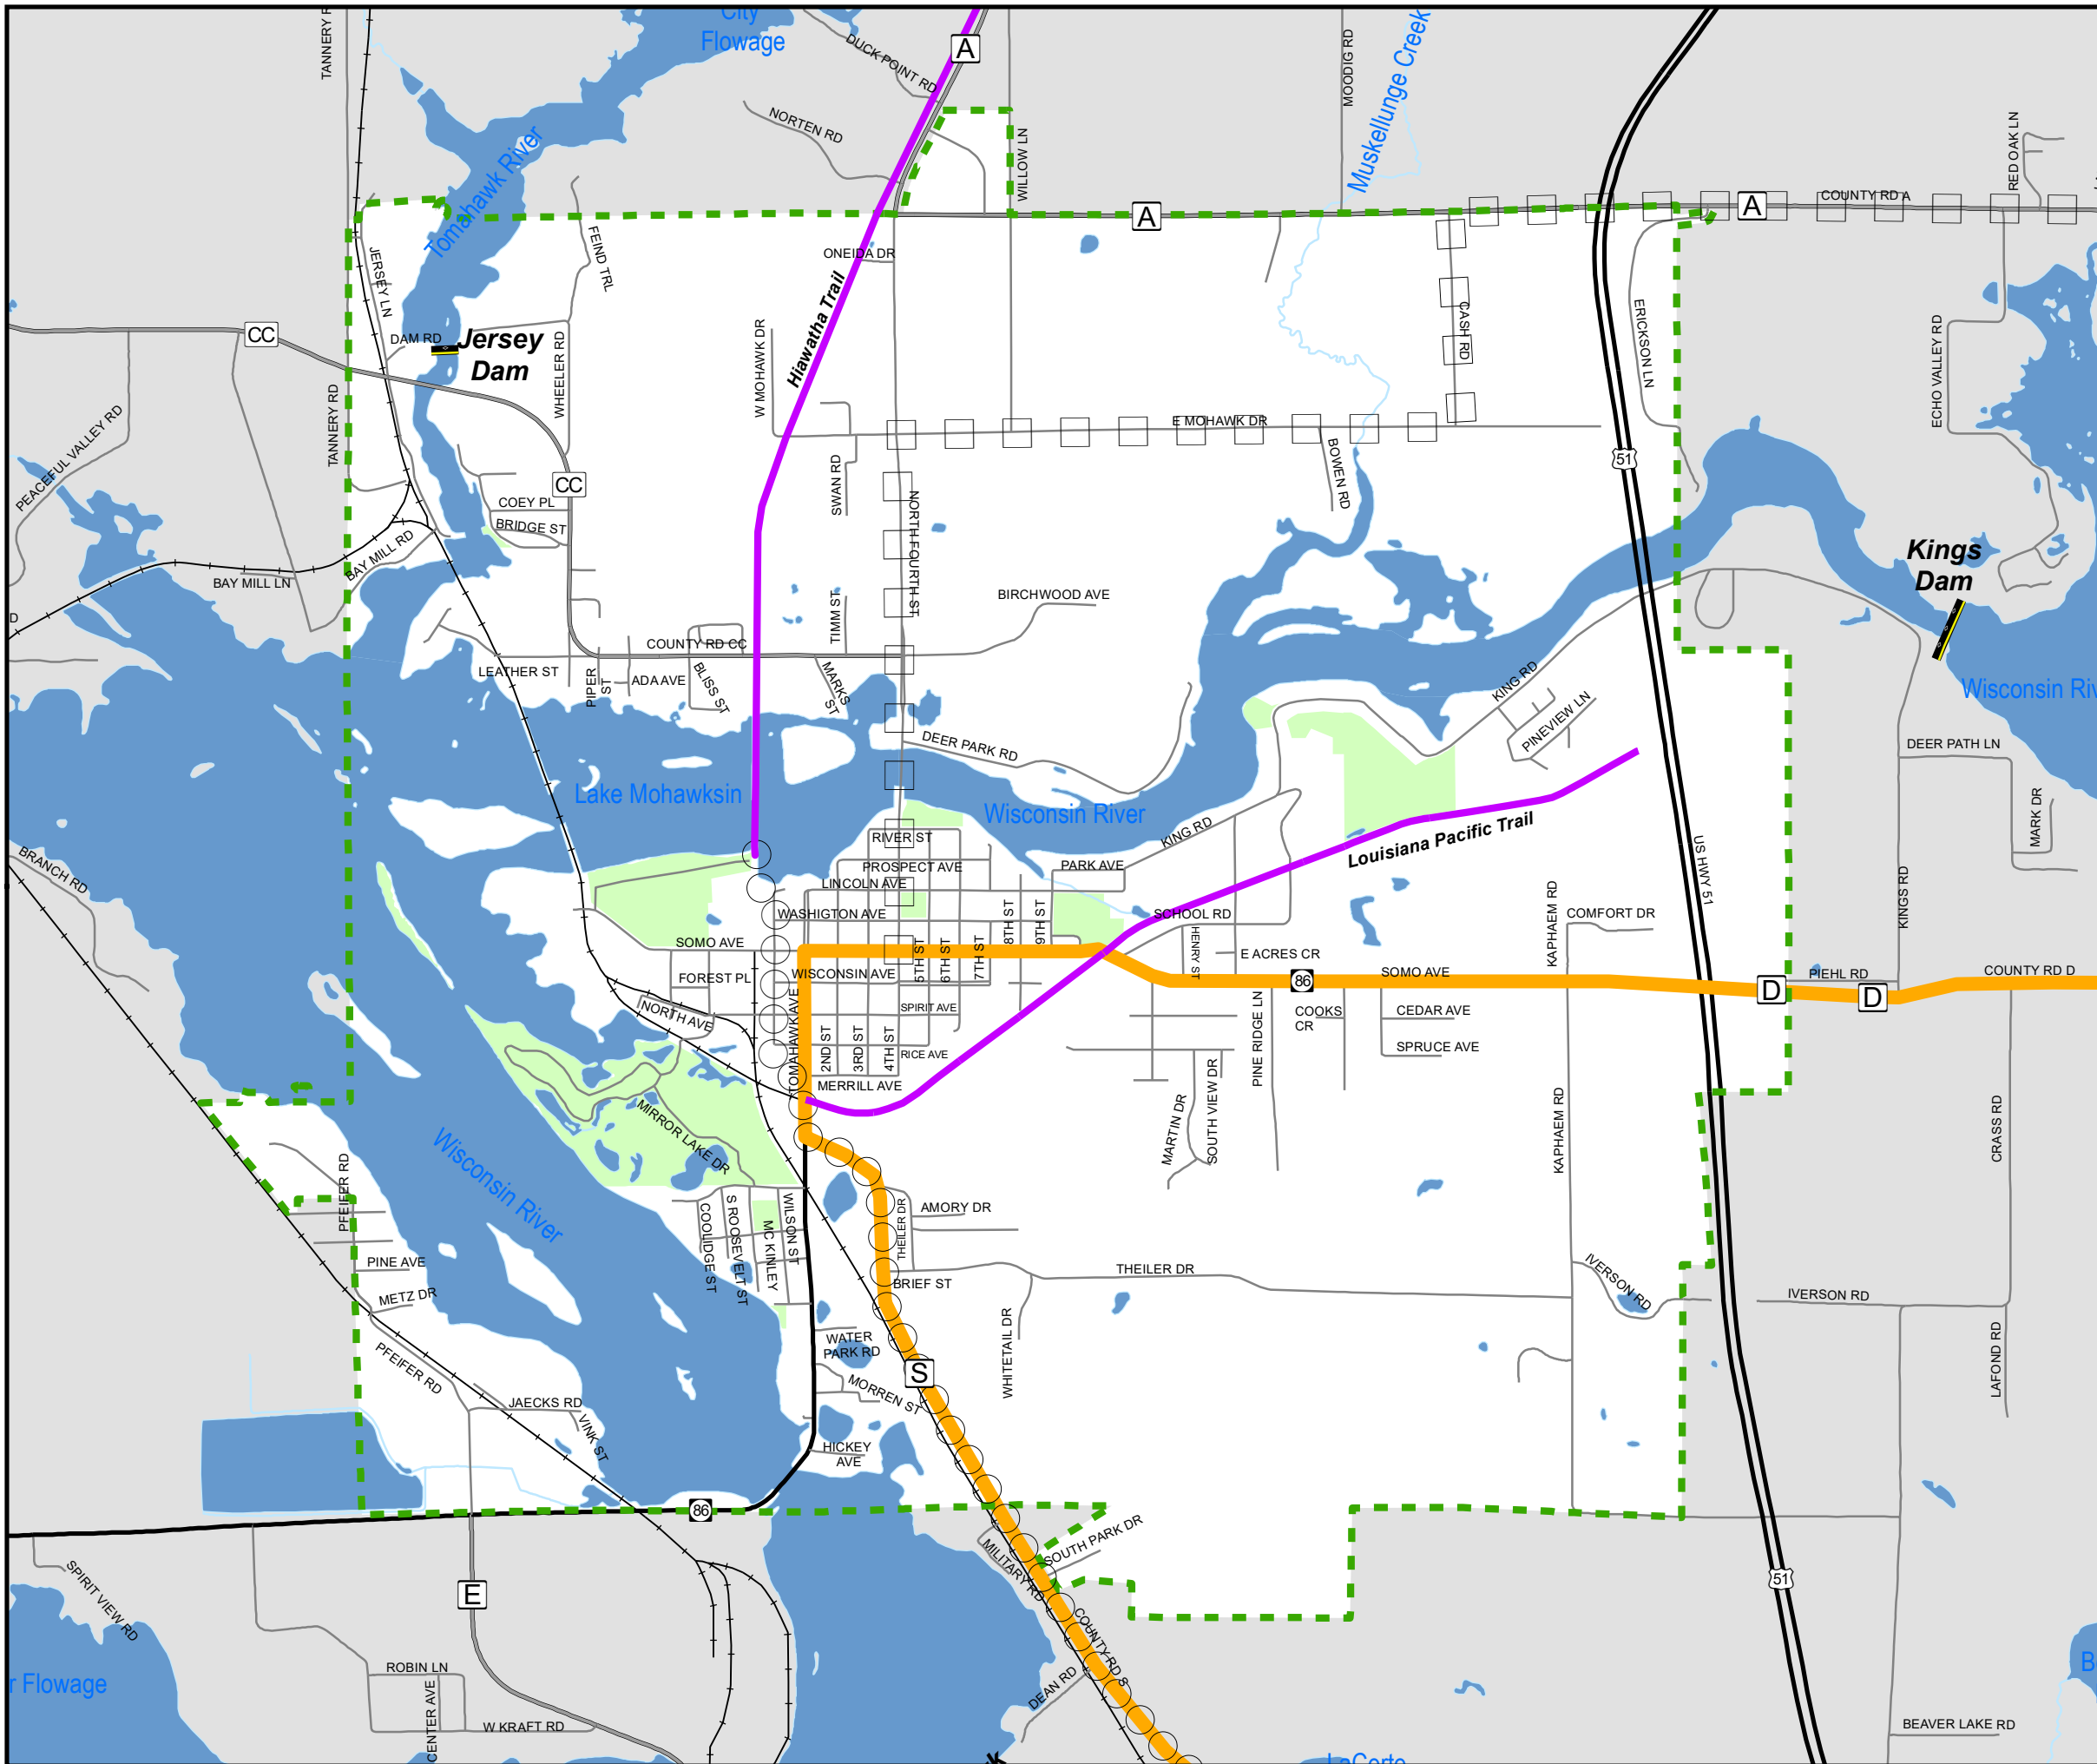 City
Flowage
DUCK POINT RD
A
TANNERY R
MOODIG RD
Muskellunge Creek
NORTEN RD
Tomahawk River
WILLOW LN
RED OAK LN
A
A
COUNTY RD A
JERSEY LN
FEIND TRL
ONEIDA DR
Hiawatha Trail
CC
DAM RD
Jersey
Dam
WHEELER RD
W MOHAWK DR
CASH RD
ERICKSON LN
ECHO VALLEY RD
TANNERY RD
PEACEFUL VALLEY RD
E MOHAWK DR
BOWEN RD
51
CC
SWAN RD
COEY PL
BRIDGE ST
NORTH FOURTH ST
BAY MILL RD
BAY MILL LN
Kings
Dam
BIRCHWOOD AVE
TIMM ST
D
COUNTY RD CC
LEATHER ST
PIPER
ST
ADA AVE
BLISS ST
MARKS
ST
KING RD
PINEVIEW LN
Wisconsin Riv
DEER PARK RD
DEER PATH LN
Lake Mohawksin
Wisconsin River
MARK DR
RIVER ST
KING RD
Louisiana Pacific Trail
US HWY 51
BRANCH RD
PROSPECT AVE
PARK AVE
LINCOLN AVE
WASHIGTON AVE
8TH ST
9TH ST
SCHOOL RD
KAPHAEM RD
COMFORT DR
KINGS RD
SOMO AVE
5TH ST
6TH ST
7TH ST
HENRY ST
E ACRES CR
FOREST PL
WISCONSIN AVE
86
SOMO AVE
D
PIEHL RD
D
COUNTY RD D
NORTH AVE
TOMAHAWK AVE
SPIRIT AVE
COOKS
CR
CEDAR AVE
2ND ST
3RD ST
4TH ST
RICE AVE
PINE RIDGE LN
SPRUCE AVE
MERRILL AVE
MIRROR LAKE DR
MARTIN DR
SOUTH VIEW DR
KAPHAEM RD
CRASS RD
Wisconsin River
PFEIFER RD
COOLIDGE ST
S ROOSEVELT ST
MC KINLEY
WILSON ST
THEILER DR
AMORY DR
PINE AVE
METZ DR
BRIEF ST
THEILER DR
IVERSON RD
IVERSON RD
WATER
PARK RD
WHITETAIL DR
LAFOND RD
PFEIFER RD
S
MORREN ST
JAECKS RD
VINK ST
HICKEY
AVE
86
MILITARY RD
SOUTH PARK DR
51
SPIRIT VIEW RD
E
COUNTY RD S
ROBIN LN
CENTER AVE
r Flowage
DEAN RD
B
W KRAFT RD
BEAVER LAKE RD
LaCorte